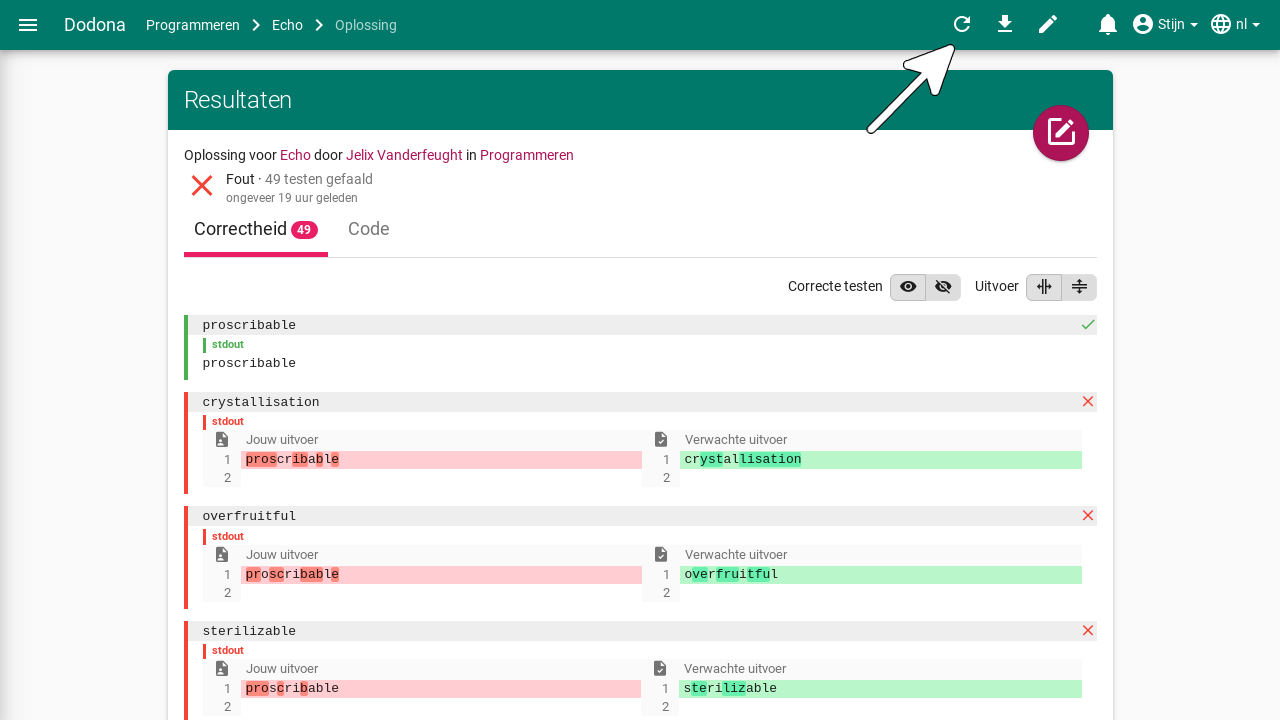 Dodona Programmeren Echo Oplossing Stijn nl
Resultaten
Oplossing voor Echo door Jelix Vanderfeught in Programmeren
Fout · 49 testen gefaald
ongeveer 19 uur geleden
Correctheid 49 Code
Correcte testen Uitvoer
proscribable
stdout
proscribable
crystallisation
stdout
Jouw uitvoer Verwachte uitvoer
1 proscribable 1 crystallisation
2 2
overfruitful
stdout
Jouw uitvoer Verwachte uitvoer
1 proscribable 1 overfruitful
2 2
sterilizable
stdout
Jouw uitvoer Verwachte uitvoer
1 proscribable 1 sterilizable
2 2